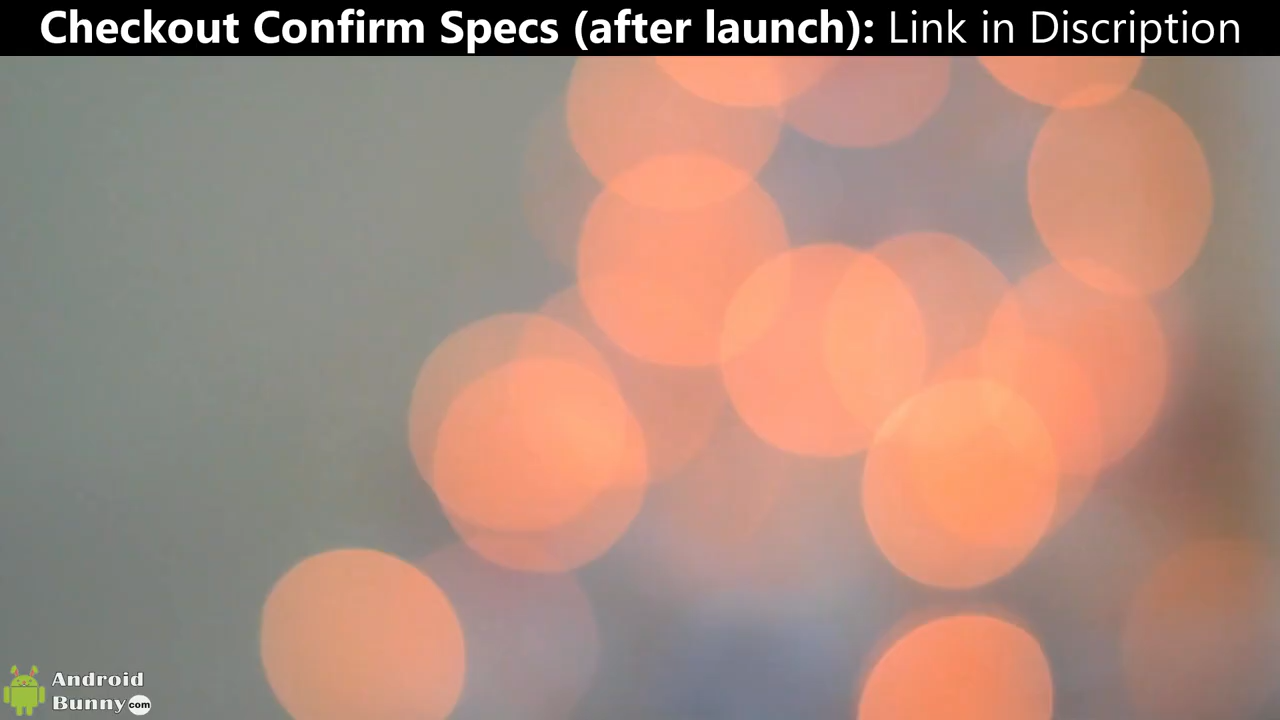 Checkout Confirm Specs (after launch): Link in Discription
Android
Bunny.com